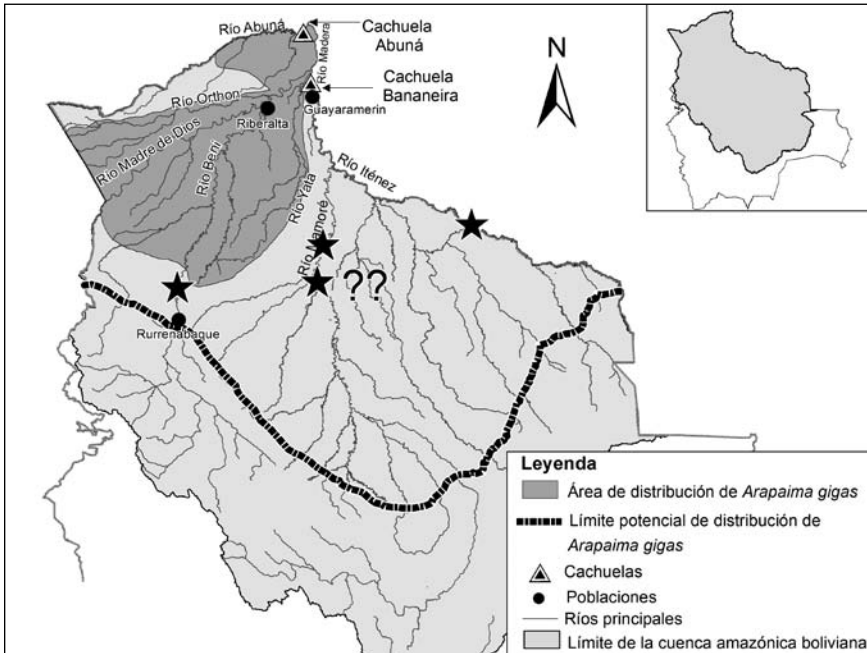 Río Abuná
Cachuela
Abuná
Río Madera
N
Cachuela
Bananeira
Río Orthon
Guayaramerín
Riberalta
Río Madre de Dios
Río Beni
Río Yata
Río Iténez
Río Mamoré
??
Rurrenabaque
Leyenda
Área de distribución de Arapaima gigas
Límite potencial de distribución de
Arapaima gigas
Cachuelas
Poblaciones
Ríos principales
Límite de la cuenca amazónica boliviana